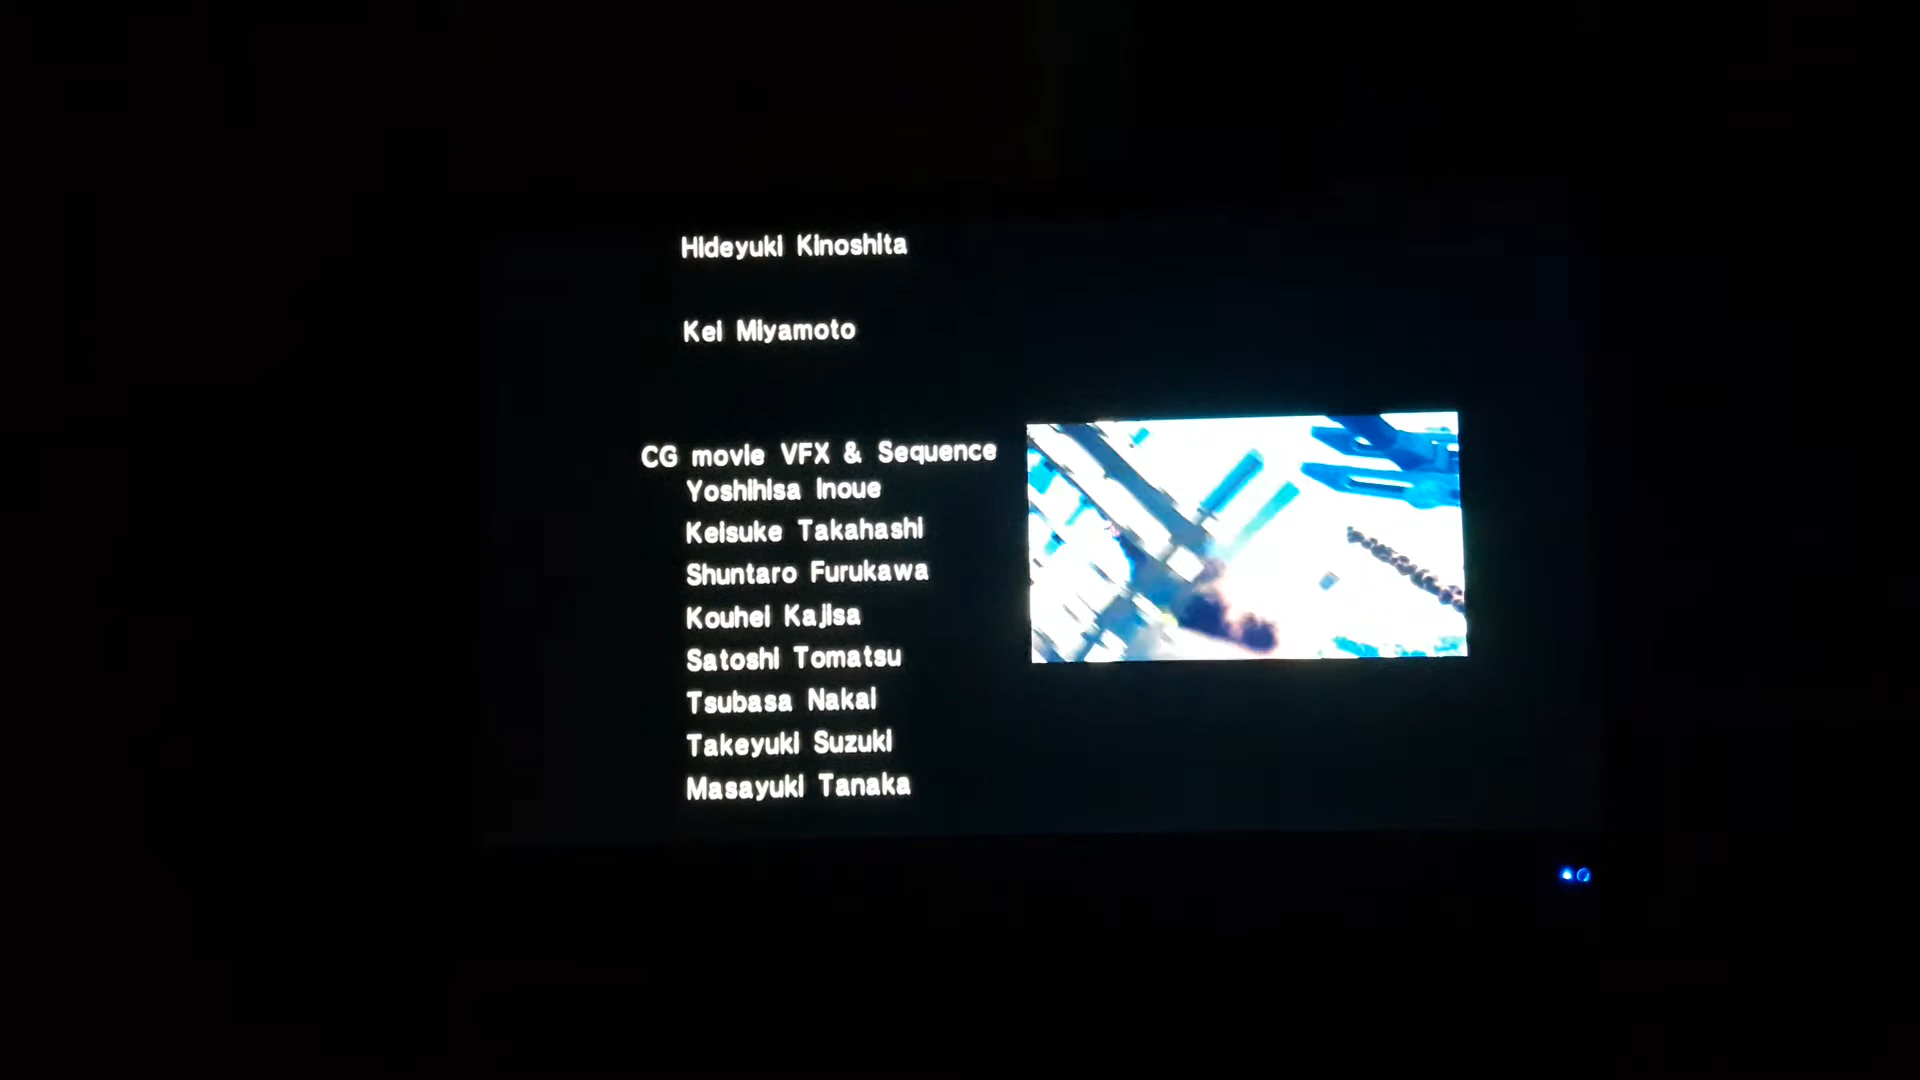 Hideyuki Kinoshita
Kei Miyamoto
CG movie VFX & Sequence
Yoshihisa Inoue
Keisuke Takahashi
Shuntaro Furukawa
Kouhei Kajisa
Satoshi Tomatsu
Tsubasa Nakai
Takeyuki Suzuki
Masayuki Tanaka